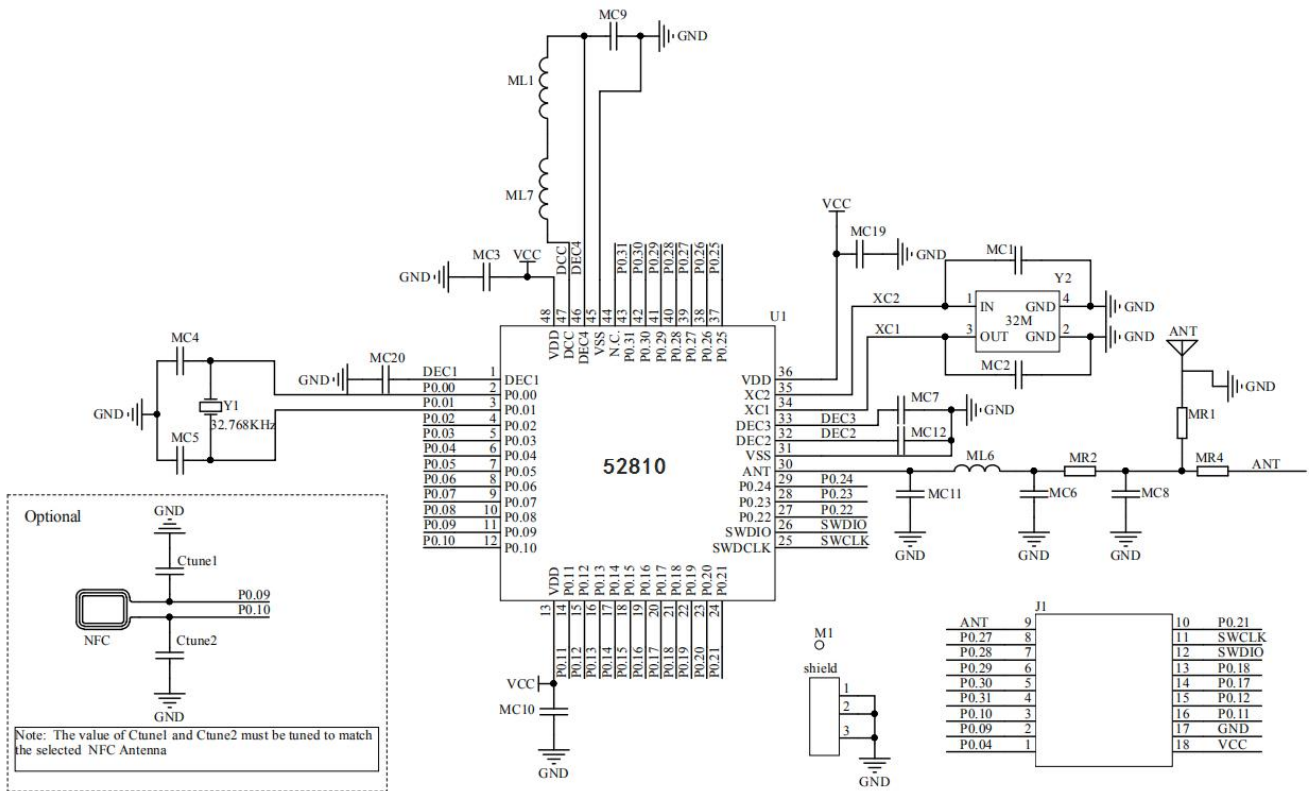 MC9
GND
ML1
ML7
VCC
MC3
GND
DCC
DEC4
P0.31
P0.30
P0.29
P0.28
P0.27
P0.26
P0.25
48
47
46
45
44
43
42
41
40
39
38
37
VDD
DCC
DEC4
VSS
N.C.
P0.31
P0.30
P0.29
P0.28
P0.27
P0.26
P0.25
U1
VCC
MC19
GND
MC1
Y2
XC2
1 IN GND 4
GND
32M
XC1
3 OUT GND 2
GND
MC2
ANT
GND
MR1
MC4
MC20
GND
DEC1 1 DEC1
P0.00 2 P0.00
P0.01 3 P0.01
P0.02 4 P0.02
P0.03 5 P0.03
P0.04 6 P0.04
P0.05 7 P0.05
P0.06 8 P0.06
P0.07 9 P0.07
P0.08 10 P0.08
P0.09 11 P0.09
P0.10 12 P0.10
GND
Y1
32.768KHz
MC5
52810
VDD 36
XC2 35
XC1 34
DEC3 33 DEC3
DEC2 32 DEC2
VSS 31
ANT 30
P0.24 29 P0.24
P0.23 28 P0.23
P0.22 27 P0.22
SWDIO 26 SWDIO
SWDCLK 25 SWCLK
MC7
GND
MC12
ML6
MR2
MR4
ANT
MC11
MC6
MC8
GND
GND
GND
VDD
P0.11
P0.12
P0.13
P0.14
P0.15
P0.16
P0.17
P0.18
P0.19
P0.20
P0.21
13
14
15
16
17
18
19
20
21
22
23
24
P0.11
P0.12
P0.13
P0.14
P0.15
P0.16
P0.17
P0.18
P0.19
P0.20
P0.21
VCC
MC10
GND
Optional
GND
Ctune1
P0.09
P0.10
NFC
Ctune2
GND
Note: The value of Ctune1 and Ctune2 must be tuned to match
the selected NFC Antenna
M1
shield
1
2
3
GND
J1
ANT 9
P0.27 8
P0.28 7
P0.29 6
P0.30 5
P0.31 4
P0.10 3
P0.09 2
P0.04 1
10 P0.21
11 SWCLK
12 SWDIO
13 P0.18
14 P0.17
15 P0.12
16 P0.11
17 GND
18 VCC